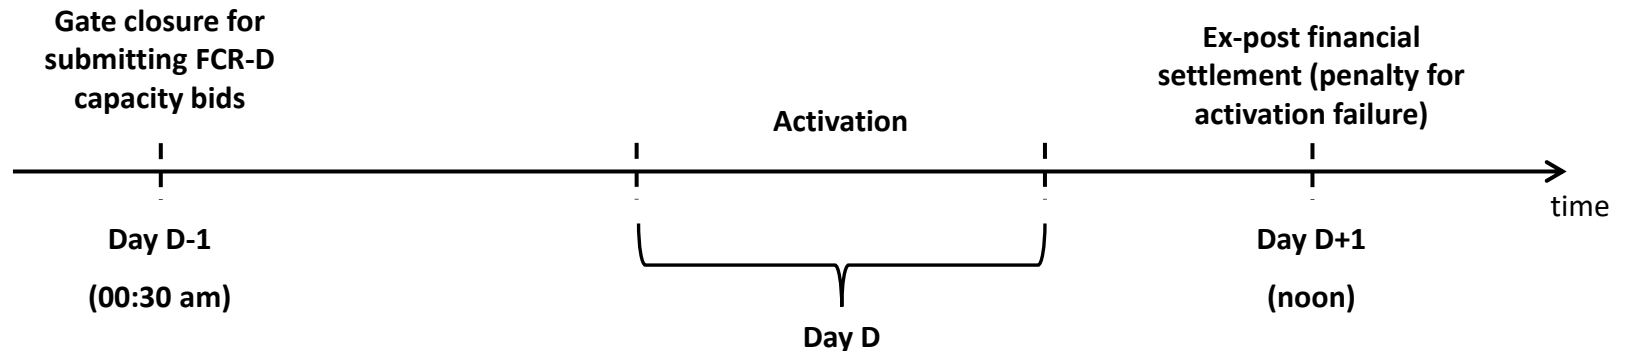 Gate closure for
submitting FCR-D
capacity bids
Activation
Ex-post financial
settlement (penalty for
activation failure)
time
Day D-1
(00:30 am)
Day D
Day D+1
(noon)